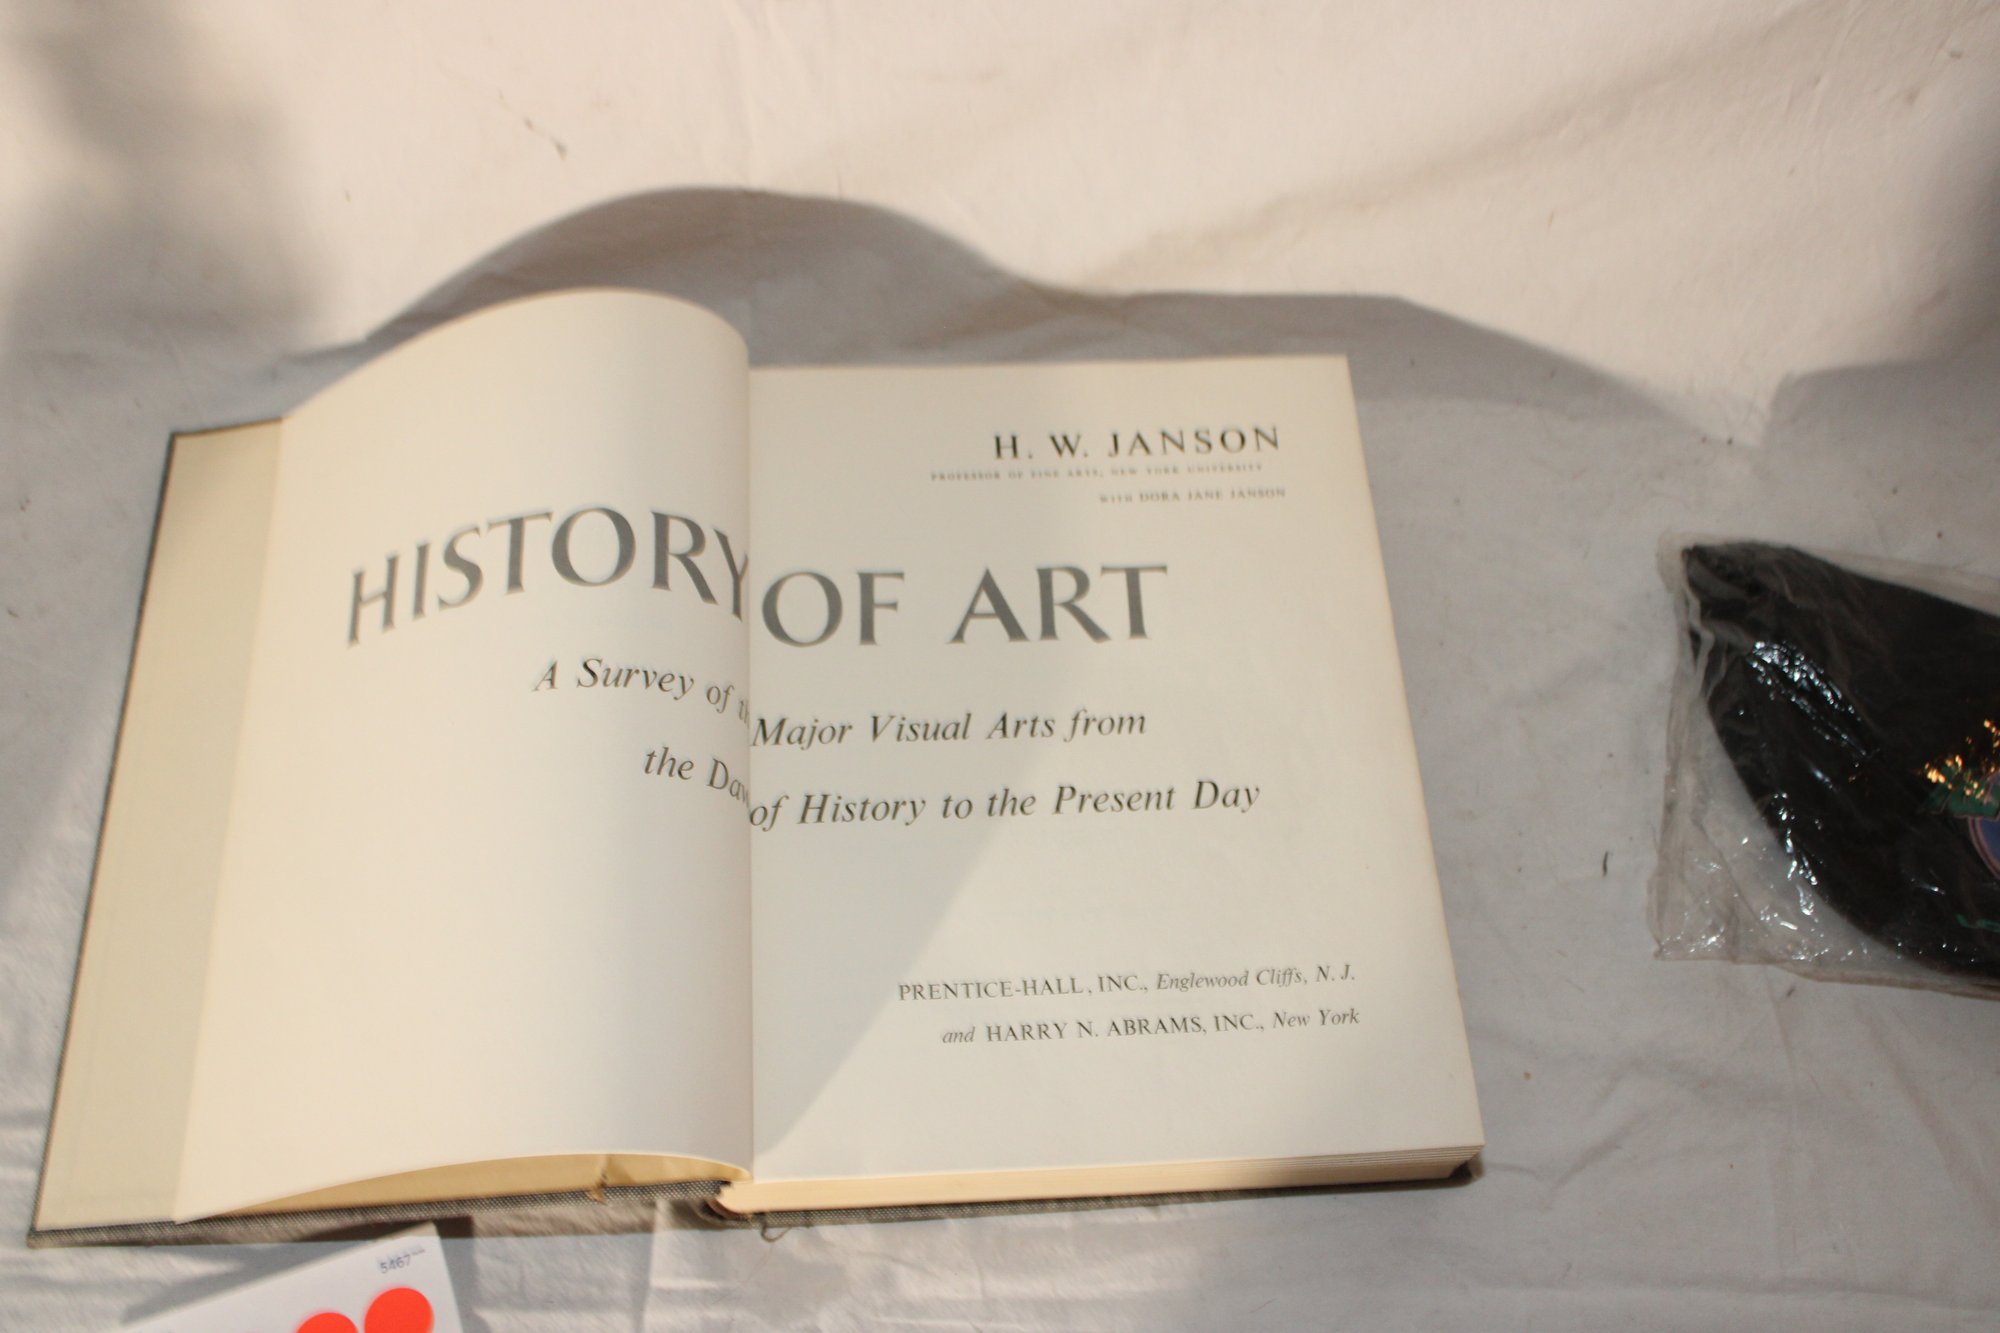 H. W. JANSON
PROFESSOR OF FINE ARTS, NEW YORK UNIVERSITY
WITH DORA JANE JANSON
HISTORY OF ART
A Survey of Major Visual Arts from
the of History to the Present Day
PRENTICE-HALL, INC., Englewood Cliffs, N. J.
and HARRY N. ABRAMS, INC., New York
5467